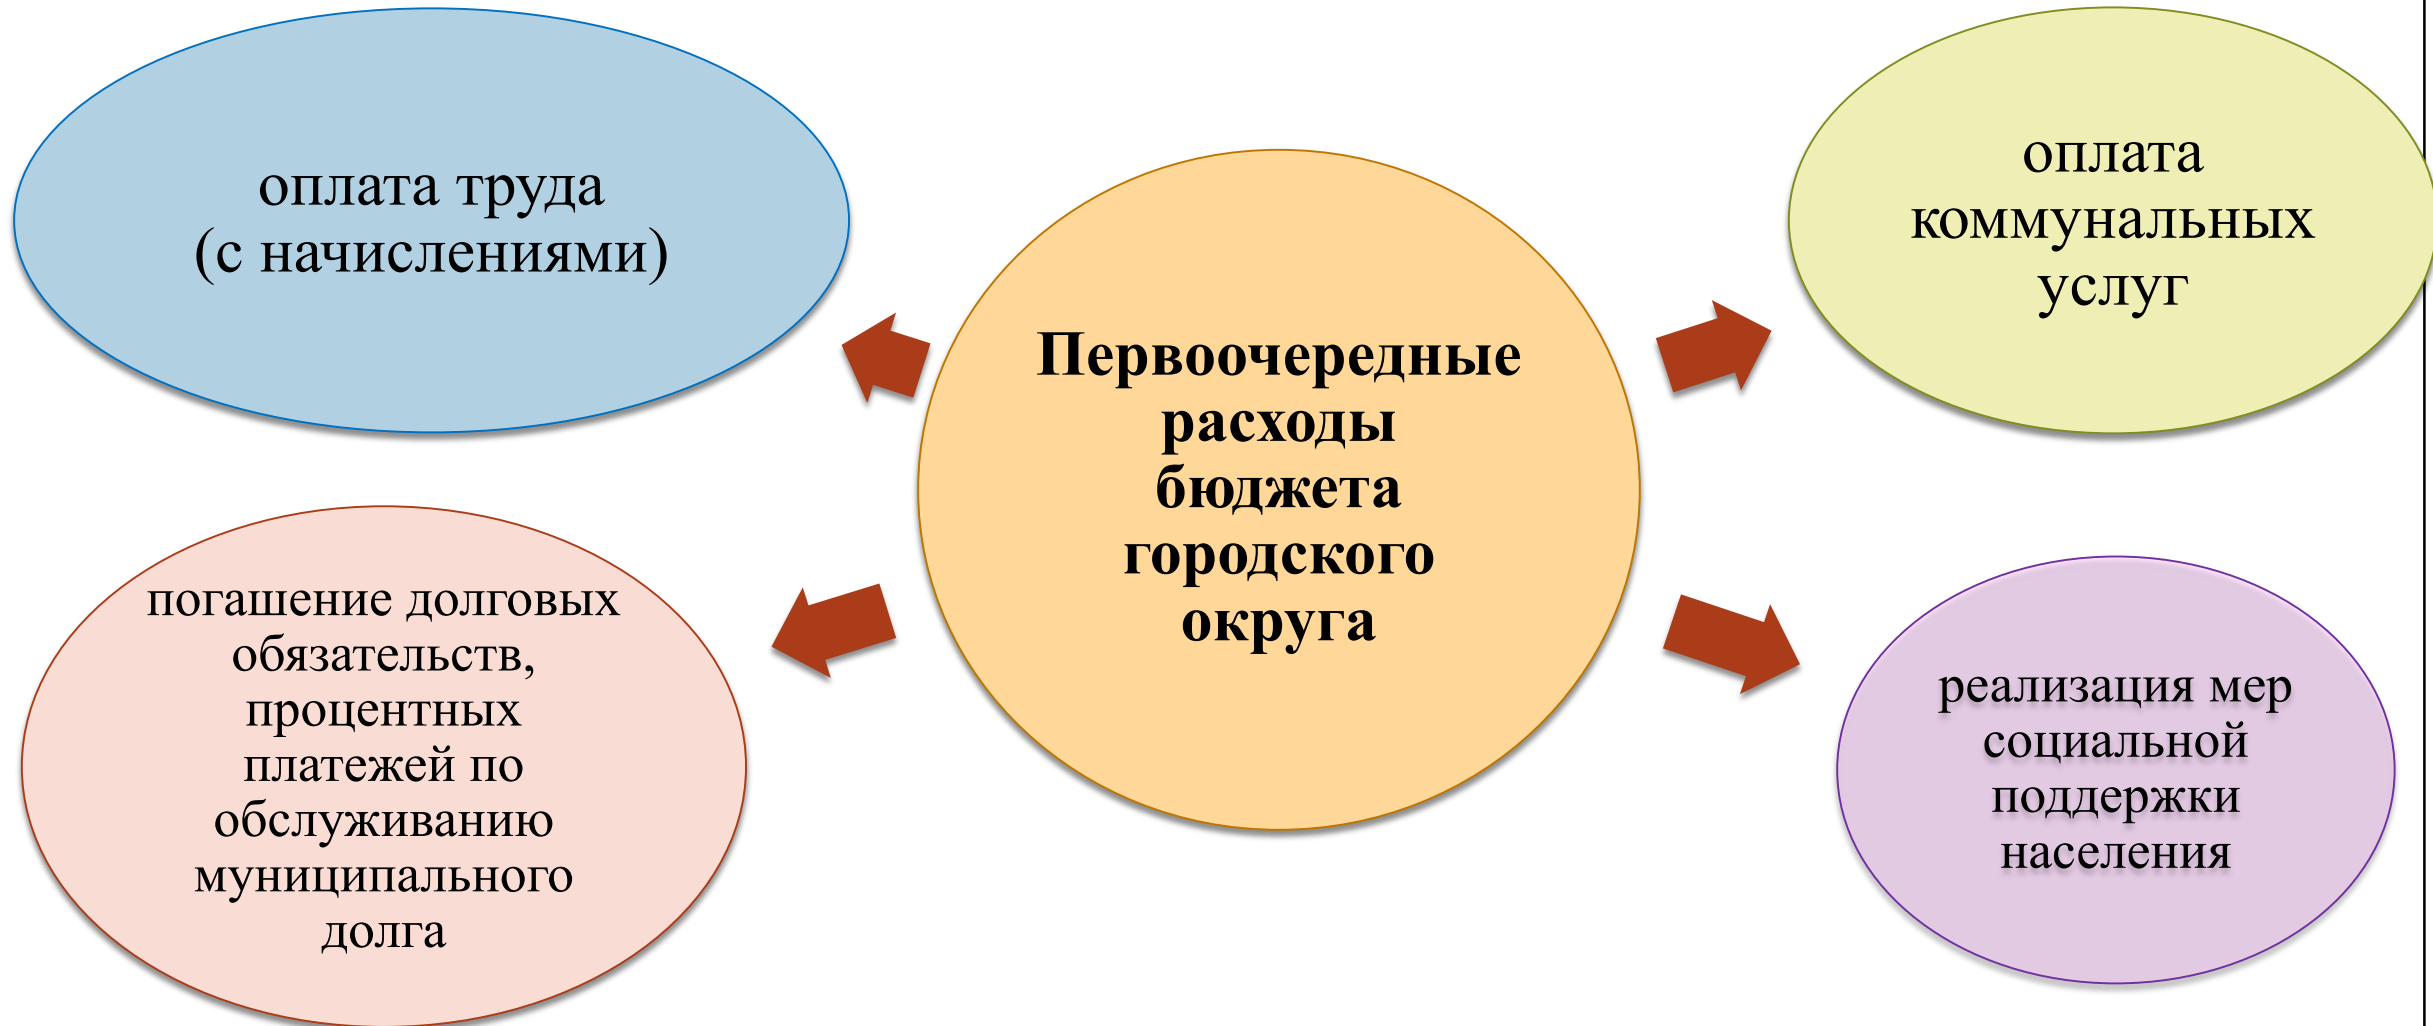 оплата труда
(с начислениями)
Первоочередные
расходы
бюджета
городского
округа
оплата
коммунальных
услуг
погашение долговых
обязательств,
процентных
платежей по
обслуживанию
муниципального
долга
реализация мер
социальной
поддержки
населения